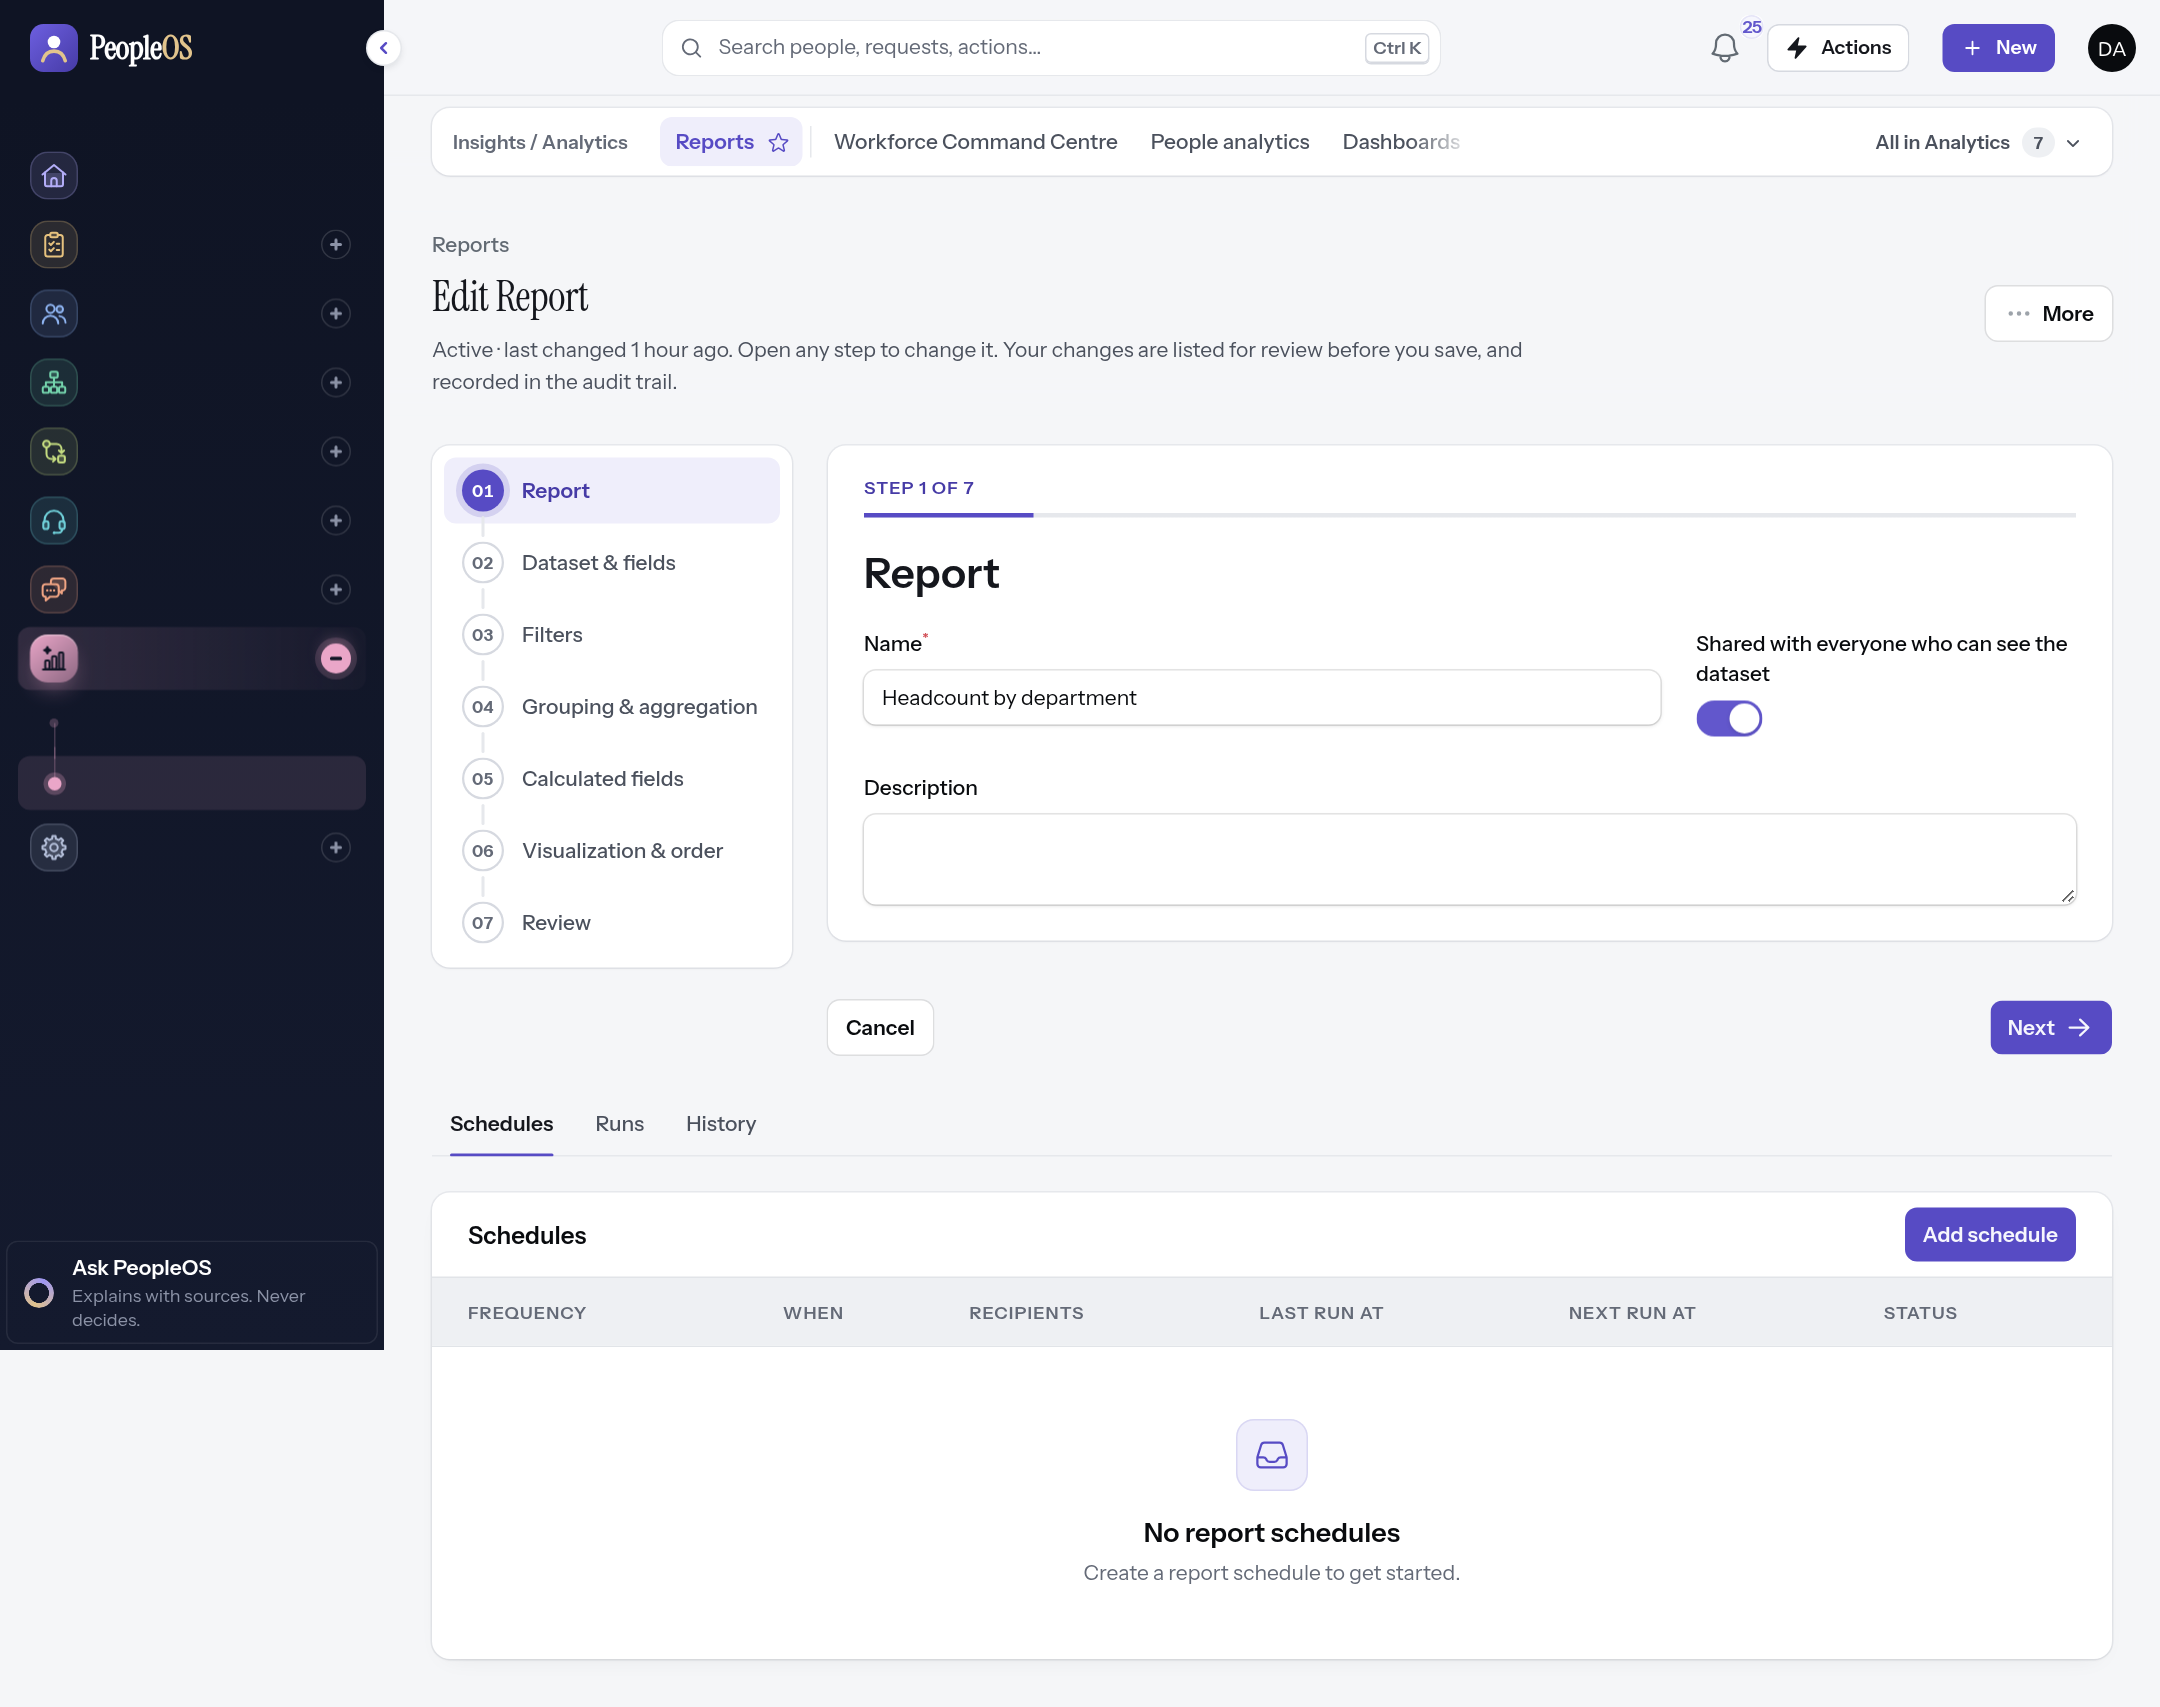 PeopleOS
Search people, requests, actions...
Ctrl K
25
Actions
New
DA
Insights / Analytics
Reports
Workforce Command Centre
People analytics
Dashboards
All in Analytics
7
Reports
Edit Report
Active · last changed 1 hour ago. Open any step to change it. Your changes are listed for review before you save, and
recorded in the audit trail.
More
01 Report
02 Dataset & fields
03 Filters
04 Grouping & aggregation
05 Calculated fields
06 Visualization & order
07 Review
STEP 1 OF 7
Report
Name*
Headcount by department
Shared with everyone who can see the
dataset
Description
Cancel
Next
Schedules
Runs
History
Schedules
Add schedule
FREQUENCY
WHEN
RECIPIENTS
LAST RUN AT
NEXT RUN AT
STATUS
No report schedules
Create a report schedule to get started.
Ask PeopleOS
Explains with sources. Never
decides.